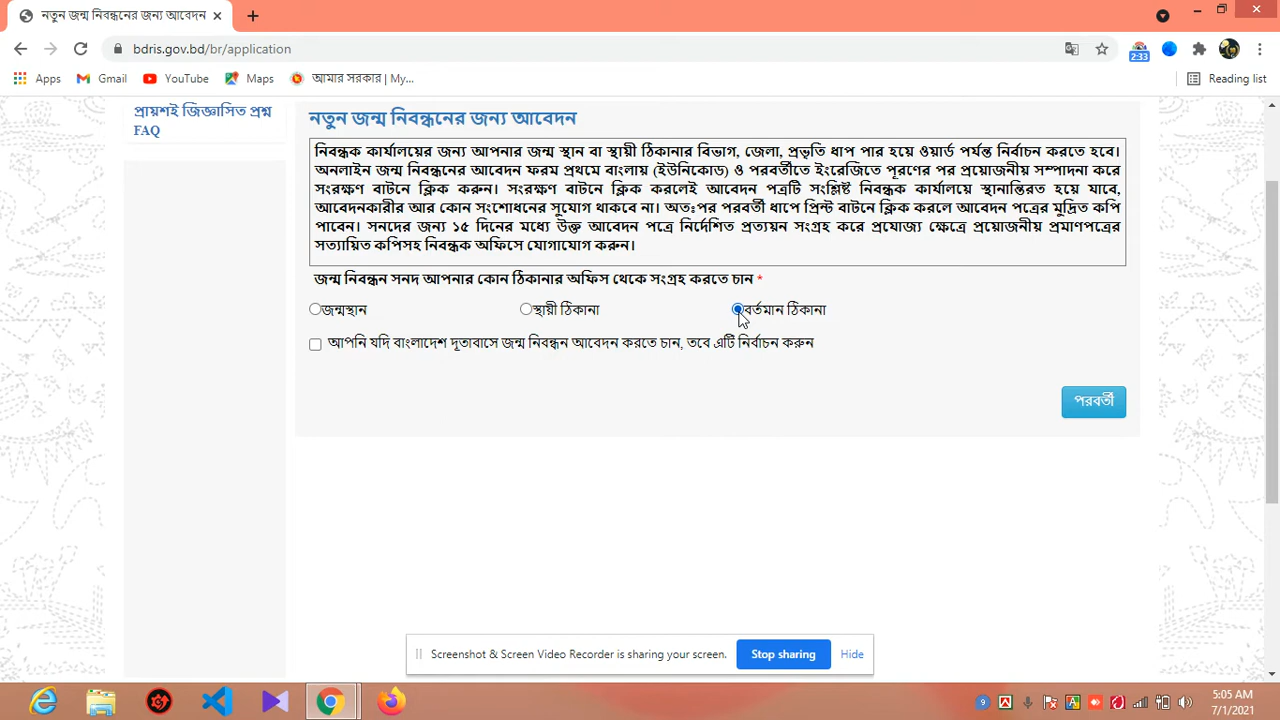 নতুন জন্ম নিবন্ধনের জন্য আবেদন
bdris.gov.bd/br/application
2:33
Apps
Gmail
YouTube
Maps
আমার সরকার | My...
Reading list
প্রায়শই জিজ্ঞাসিত প্রশ্ন
FAQ
নতুন জন্ম নিবন্ধনের জন্য আবেদন
নিবন্ধক কার্যালয়ের জন্য আপনার জন্ম স্থান বা স্থায়ী ঠিকানার বিভাগ, জেলা, প্রভৃতি ধাপ পার হয়ে ওয়ার্ড পর্যন্ত নির্বাচন করতে হবে।
অনলাইন জন্ম নিবন্ধনের আবেদন ফরম প্রথমে বাংলায় (ইউনিকোড) ও পরবর্তীতে ইংরেজিতে পূরণের পর প্রয়োজনীয় সম্পাদনা করে
সংরক্ষণ বাটনে ক্লিক করুন। সংরক্ষণ বাটনে ক্লিক করলেই আবেদন পত্রটি সংশ্লিষ্ট নিবন্ধক কার্যালয়ে স্থানান্তরিত হয়ে যাবে,
আবেদনকারীর আর কোন সংশোধনের সুযোগ থাকবে না। অতঃপর পরবর্তী ধাপে প্রিন্ট বাটনে ক্লিক করলে আবেদন পত্রের মুদ্রিত কপি
পাবেন। সনদের জন্য ১৫ দিনের মধ্যে উক্ত আবেদন পত্রে নির্দেশিত প্রত্যয়ন সংগ্রহ করে প্রযোজ্য ক্ষেত্রে প্রয়োজনীয় প্রমাণপত্রের
সত্যায়িত কপিসহ নিবন্ধক অফিসে যোগাযোগ করুন।
জন্ম নিবন্ধন সনদ আপনার কোন ঠিকানার অফিস থেকে সংগ্রহ করতে চান *
জন্মস্থান
স্থায়ী ঠিকানা
বর্তমান ঠিকানা
আপনি যদি বাংলাদেশ দূতাবাসে জন্ম নিবন্ধন আবেদন করতে চান, তবে এটি নির্বাচন করুন
পরবর্তী
Screenshot & Screen Video Recorder is sharing your screen.
Stop sharing
Hide
5:05 AM
7/1/2021